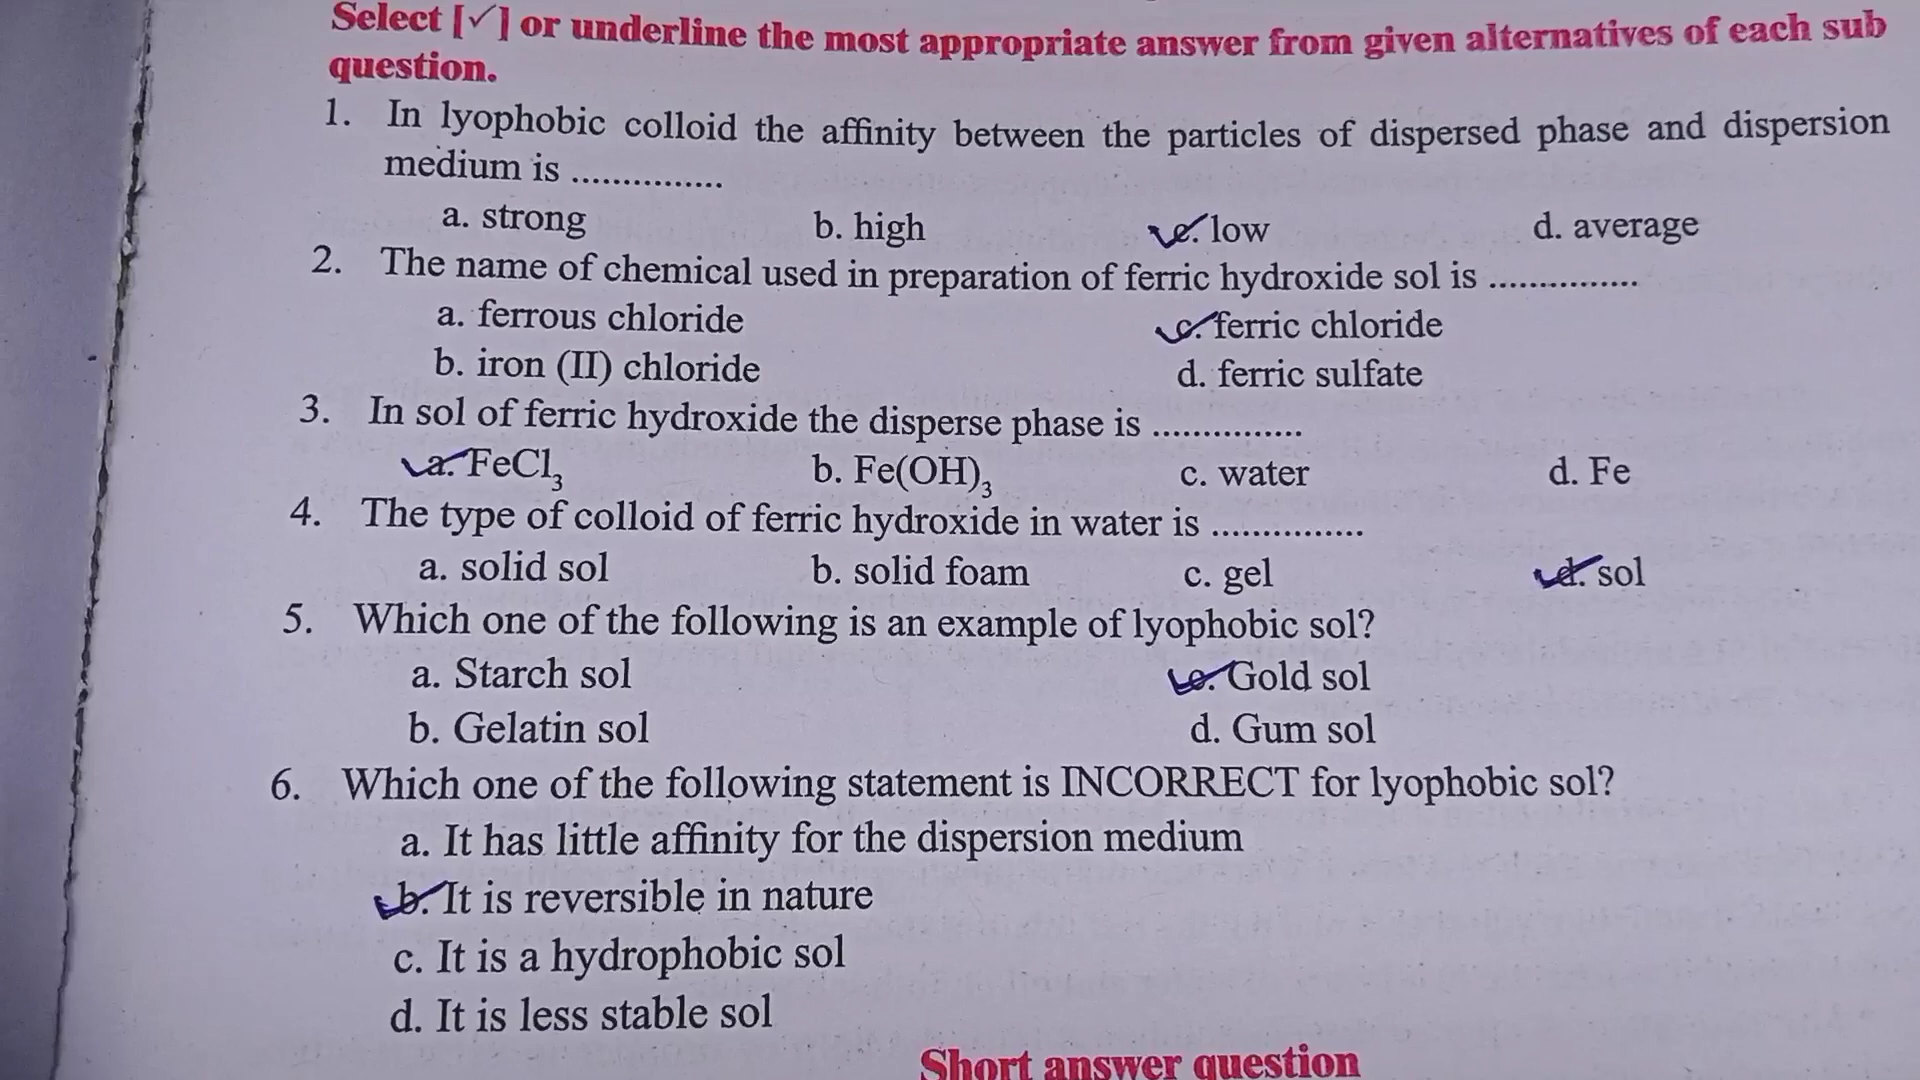 Select [✓] or underline the most appropriate answer from given alternatives of each sub
question.
1. In lyophobic colloid the affinity between the particles of dispersed phase and dispersion
medium is ...............
a. strong b. high c. low d. average
2. The name of chemical used in preparation of ferric hydroxide sol is ...............
a. ferrous chloride c. ferric chloride
b. iron (II) chloride d. ferric sulfate
3. In sol of ferric hydroxide the disperse phase is ...............
a. FeCl₃ b. Fe(OH)₃ c. water d. Fe
4. The type of colloid of ferric hydroxide in water is ...............
a. solid sol b. solid foam c. gel d. sol
5. Which one of the following is an example of lyophobic sol?
a. Starch sol c. Gold sol
b. Gelatin sol d. Gum sol
6. Which one of the following statement is INCORRECT for lyophobic sol?
a. It has little affinity for the dispersion medium
b. It is reversible in nature
c. It is a hydrophobic sol
d. It is less stable sol
Short answer question